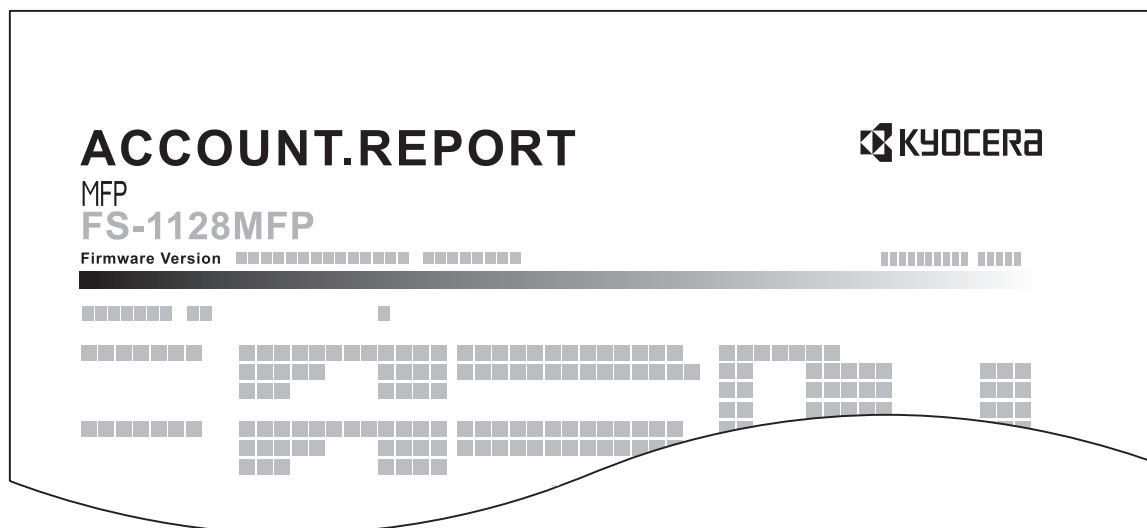 ACCOUNT.REPORT
KYOCERA
MFP
FS-1128MFP
Firmware Version